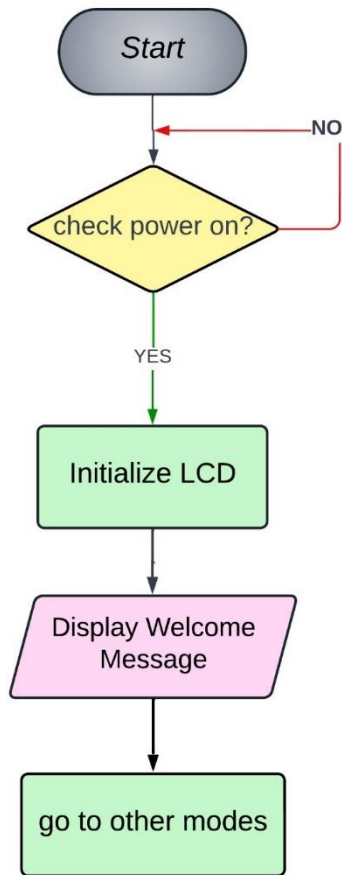 Start
NO
check power on?
YES
Initialize LCD
Display Welcome
Message
go to other modes